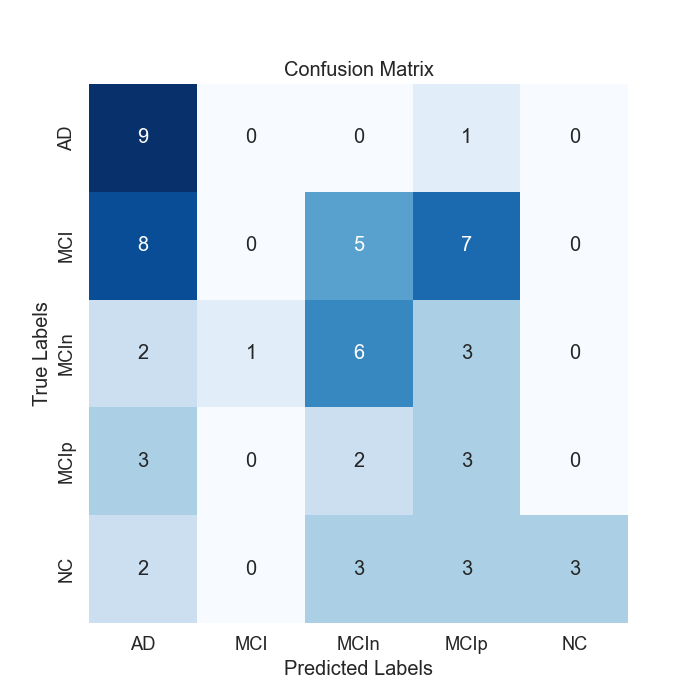 Confusion Matrix
True Labels
AD 9 0 0 1 0
MCI 8 0 5 7 0
MCIn 2 1 6 3 0
MCIp 3 0 2 3 0
NC 2 0 3 3 3
AD MCI MCIn MCIp NC
Predicted Labels